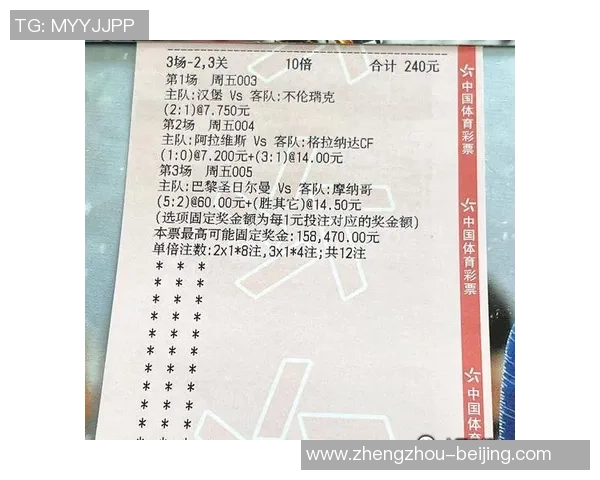 TG: MYYJJPP
3场-2,3关 10倍 合计 240元
第1场 周五003
主队:汉堡 Vs 客队:不伦瑞克
(2:1)@7.750元
第2场 周五004
主队:阿拉维斯 Vs 客队:格拉纳达CF
(1:0)@7.200元+(3:1)@14.00元
第3场 周五005
主队:巴黎圣日尔曼 Vs 客队:摩纳哥
(5:2)@60.00元+(胜其它)@14.50元
(选项固定奖金额为每1元投注对应的奖金额)
本票最高可能固定奖金:158,470.00元
单倍注数:2x1*8注,3x1*4注;共12注
* * *
* * *
* * *
* * *
* * *
* * *
* * *
* * *
* * *
* * *
中国体育彩票
中国体育彩票
中国体育
www.zhengzhou-beijing.com